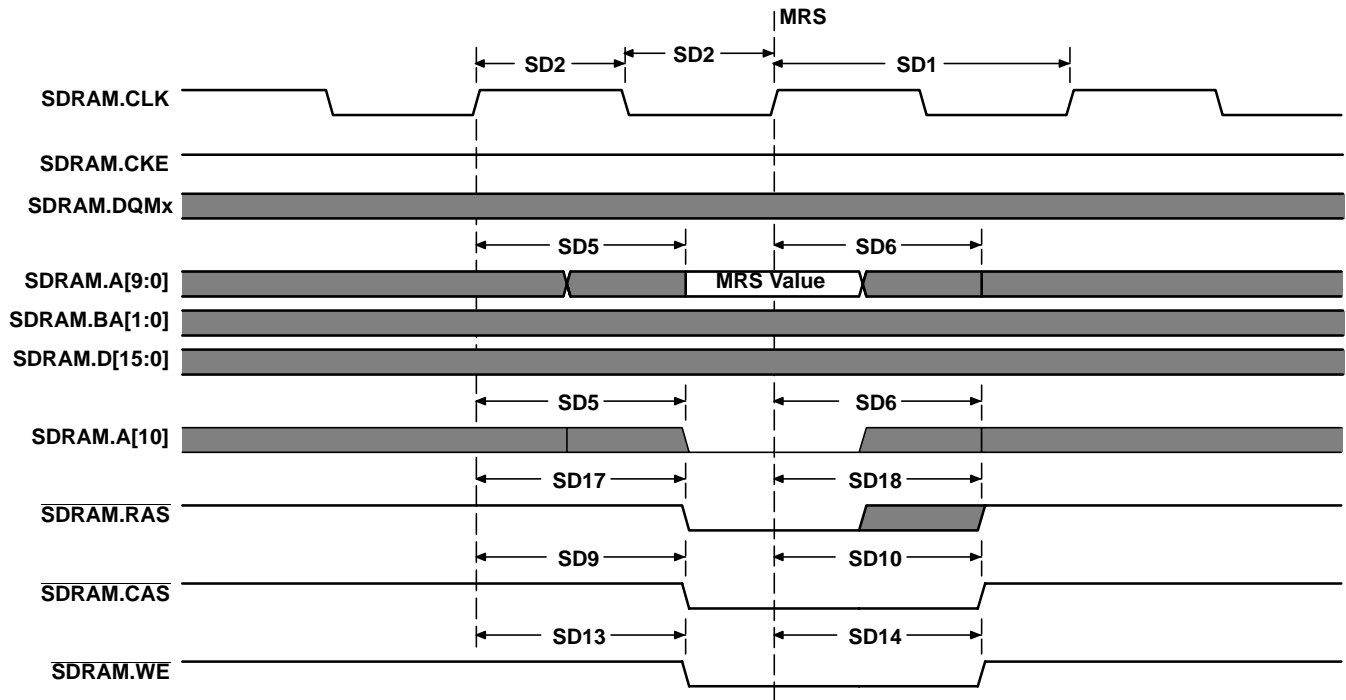 MRS
SD2
SD2
SD1
SDRAM.CLK
SDRAM.CKE
SDRAM.DQMx
SD5
SD6
SDRAM.A[9:0]
MRS Value
SDRAM.BA[1:0]
SDRAM.D[15:0]
SD5
SD6
SDRAM.A[10]
SD17
SD18
SDRAM.RAS
SD9
SD10
SDRAM.CAS
SD13
SD14
SDRAM.WE